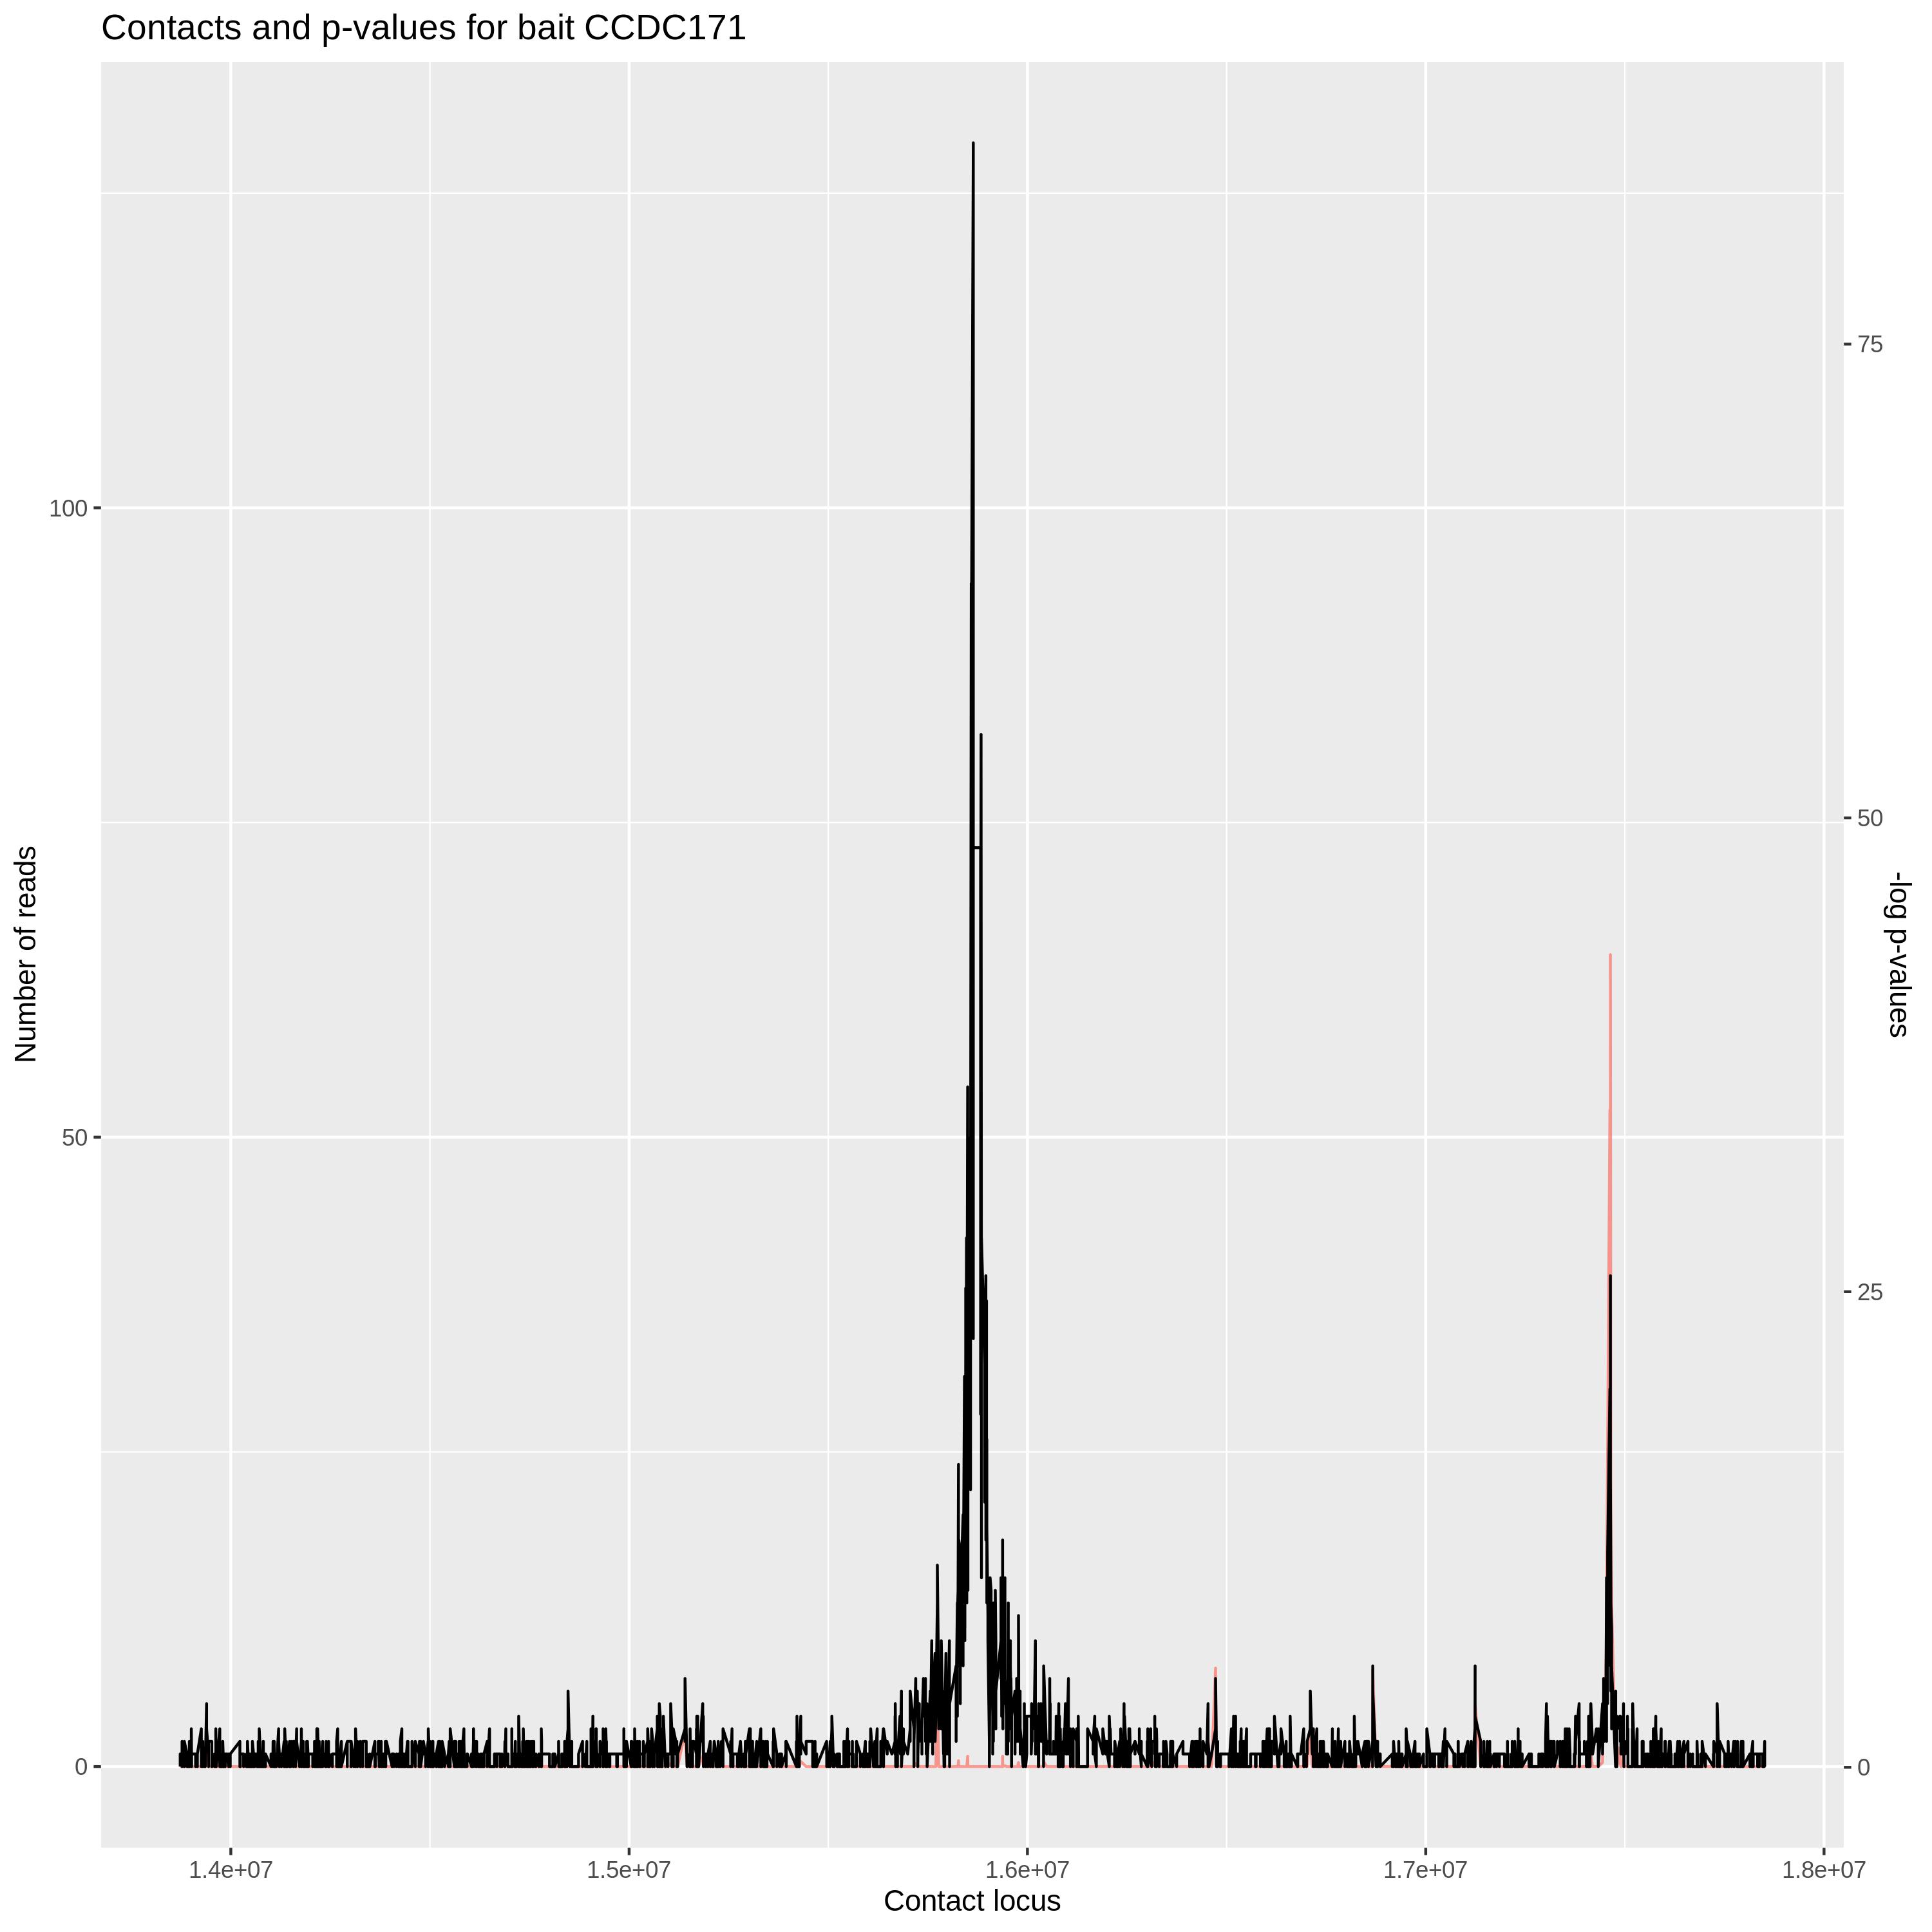 Contacts and p-values for bait CCDC171
Number of reads
100
50
0
75
50
25
0
-log p-values
1.4e+07 1.5e+07 1.6e+07 1.7e+07 1.8e+07
Contact locus